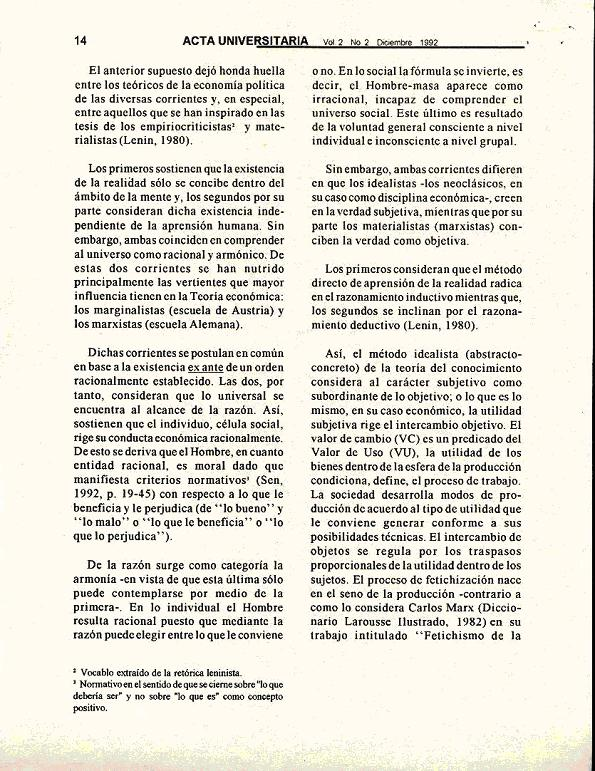 14 ACTA UNIVERSITARIA Vol 2 No 2 Diciembre 1992
El anterior supuesto dejó honda huella
entre los teóricos de la economía política
de las diversas corrientes y, en especial,
entre aquellos que se han inspirado en las
tesis de los empiriocriticistas² y mate-
rialistas (Lenin, 1980).
Los primeros sostienen que la existencia
de la realidad sólo se concibe dentro del
ámbito de la mente y, los segundos por su
parte consideran dicha existencia inde-
pendiente de la aprensión humana. Sin
embargo, ambas coinciden en comprender
al universo como racional y armónico. De
estas dos corrientes se han nutrido
principalmente las vertientes que mayor
influencia tienen en la Teoría económica:
los marginalistas (escuela de Austria) y
los marxistas (escuela Alemana).
Dichas corrientes se postulan en común
en base a la existencia ex ante de un orden
racionalmente establecido. Las dos, por
tanto, consideran que lo universal se
encuentra al alcance de la razón. Así,
sostienen que el individuo, célula social,
rige su conducta económica racionalmente.
De esto se deriva que el Hombre, en cuanto
entidad racional, es moral dado que
manifiesta criterios normativos³ (Sen,
1992, p. 19-45) con respecto a lo que le
beneficia y le perjudica (de "lo bueno" y
"lo malo" o "lo que le beneficia" o "lo
que lo perjudica").
De la razón surge como categoría la
armonía -en vista de que esta última sólo
puede contemplarse por medio de la
primera-. En lo individual el Hombre
resulta racional puesto que mediante la
razón puede elegir entre lo que le conviene
² Vocablo extraído de la retórica leninista.
³ Normativo en el sentido de que se cierne sobre "lo que
debería ser" y no sobre "lo que es" como concepto
positivo.
o no. En lo social la fórmula se invierte, es
decir, el Hombre-masa aparece como
irracional, incapaz de comprender el
universo social. Este último es resultado
de la voluntad general consciente a nivel
individual e inconsciente a nivel grupal.
Sin embargo, ambas corrientes difieren
en que los idealistas -los neoclásicos, en
su caso como disciplina económica-, creen
en la verdad subjetiva, mientras que por su
parte los materialistas (marxistas) con-
ciben la verdad como objetiva.
Los primeros consideran que el método
directo de aprensión de la realidad radica
en el razonamiento inductivo mientras que,
los segundos se inclinan por el razona-
miento deductivo (Lenin, 1980).
Así, el método idealista (abstracto-
concreto) de la teoría del conocimiento
considera al carácter subjetivo como
subordinante de lo objetivo; o lo que es lo
mismo, en su caso económico, la utilidad
subjetiva rige el intercambio objetivo. El
valor de cambio (VC) es un predicado del
Valor de Uso (VU), la utilidad de los
bienes dentro de la esfera de la producción
condiciona, define, el proceso de trabajo.
La sociedad desarrolla modos de pro-
ducción de acuerdo al tipo de utilidad que
le conviene generar conforme a sus
posibilidades técnicas. El intercambio de
objetos se regula por los traspasos
proporcionales de la utilidad dentro de los
sujetos. El proceso de fetichización nace
en el seno de la producción -contrario a
como lo considera Carlos Marx (Diccio-
nario Larousse Ilustrado, 1982) en su
trabajo intitulado "Fetichismo de la